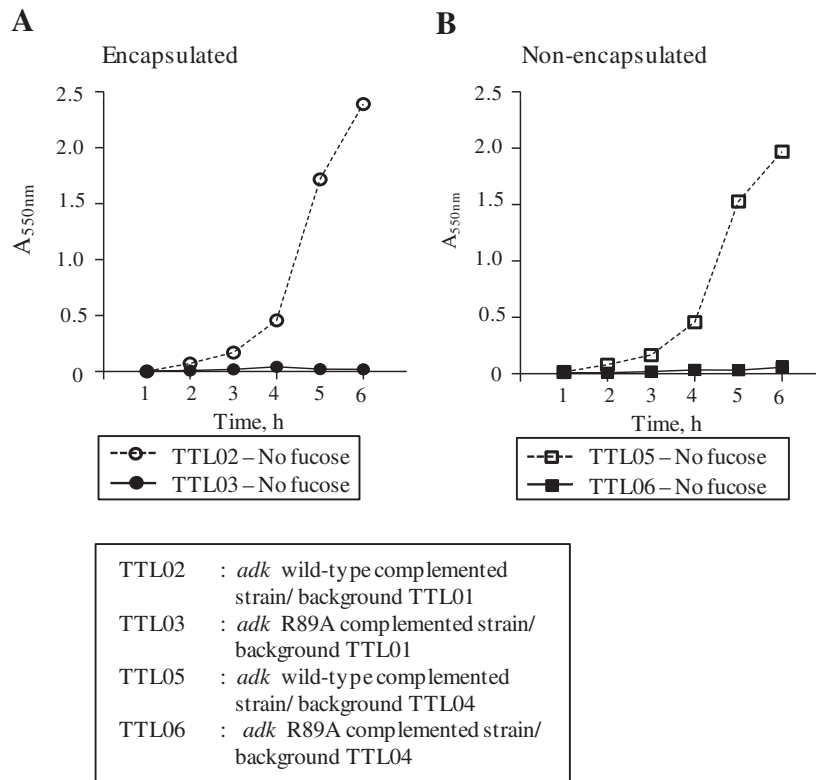 A
Encapsulated
2.5
2.0
1.5
1.0
0.5
0
A550nm
1 2 3 4 5 6
Time, h
TTL02 – No fucose
TTL03 – No fucose
B
Non-encapsulated
2.5
2.0
1.5
1.0
0.5
0
A550nm
1 2 3 4 5 6
Time, h
TTL05 – No fucose
TTL06 – No fucose
TTL02 : adk wild-type complemented
strain/ background TTL01
TTL03 : adk R89A complemented strain/
background TTL01
TTL05 : adk wild-type complemented
strain/ background TTL04
TTL06 : adk R89A complemented strain/
background TTL04